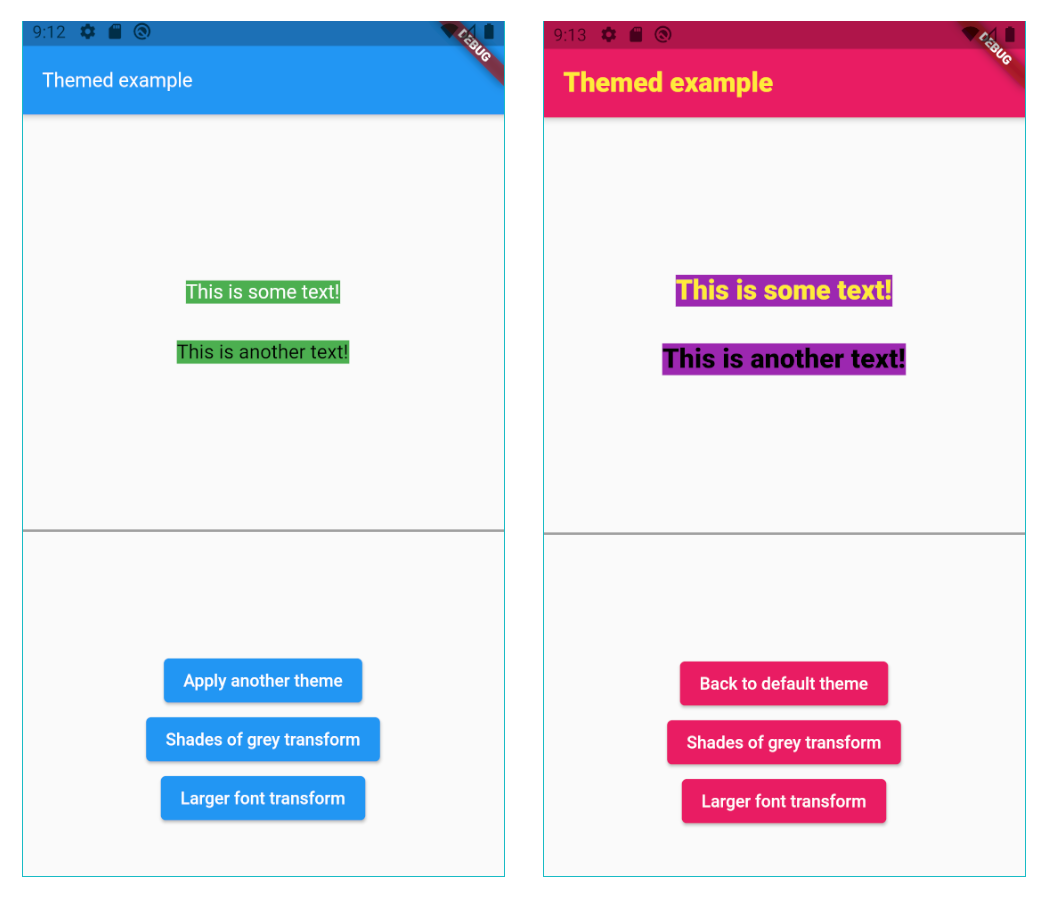 9:12
DEBUG
Themed example
This is some text!
This is another text!
Apply another theme
Shades of grey transform
Larger font transform
9:13
DEBUG
Themed example
This is some text!
This is another text!
Back to default theme
Shades of grey transform
Larger font transform